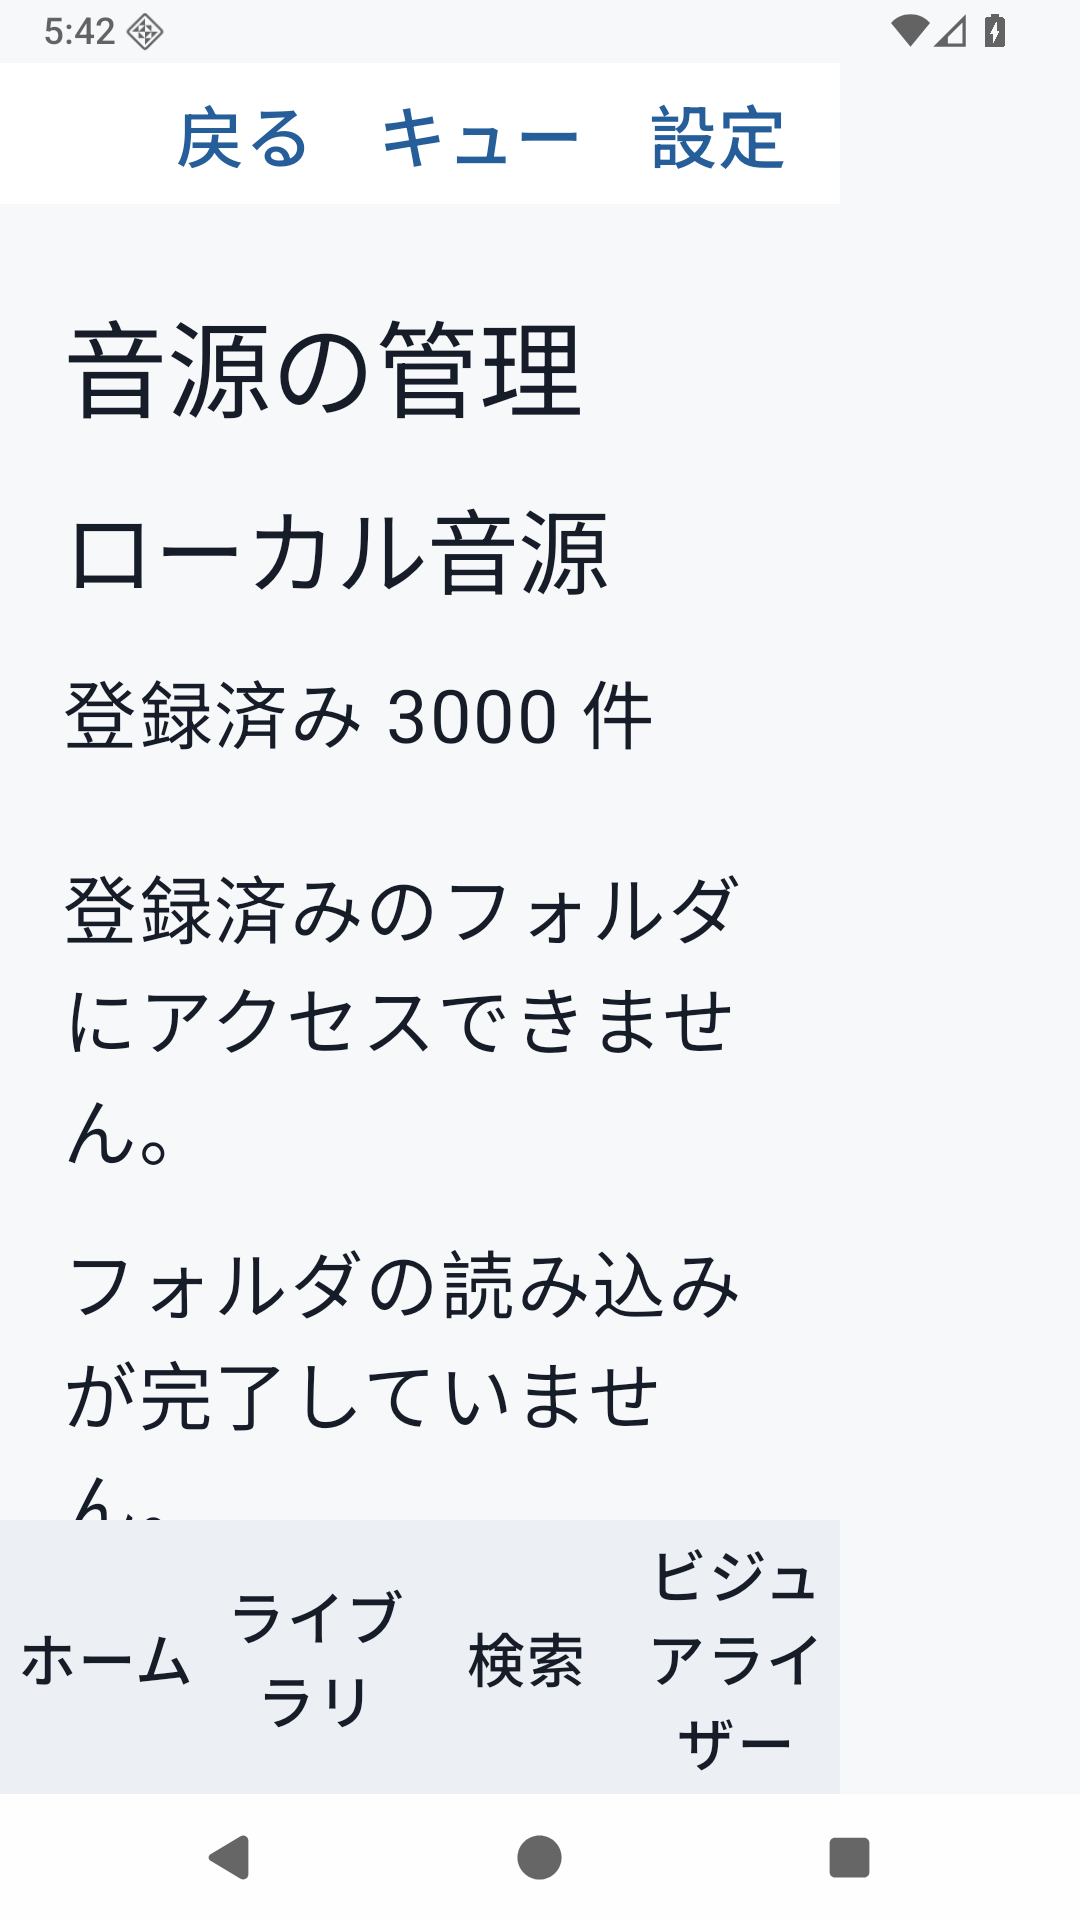 5:42
戻る キュー 設定
音源の管理
ローカル音源
登録済み 3000 件
登録済みのフォルダ
にアクセスできませ
ん。
フォルダの読み込み
が完了していませ
ん。
ホーム
ライブ
ラリ
検索
ビジュ
アライ
ザー